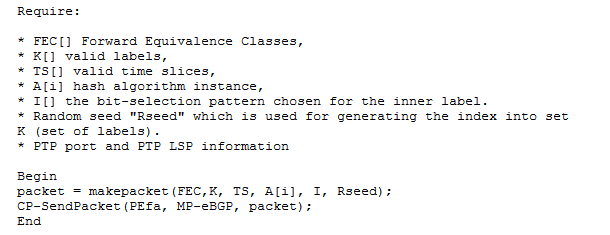 Require:
* FEC[] Forward Equivalence Classes,
* K[] valid labels,
* TS[] valid time slices,
* A[i] hash algorithm instance,
* I[] the bit-selection pattern chosen for the inner label.
* Random seed "Rseed" which is used for generating the index into set
K (set of labels).
* PTP port and PTP LSP information
Begin
packet = makepacket(FEC,K, TS, A[i], I, Rseed);
CP-SendPacket(PEfa, MP-eBGP, packet);
End